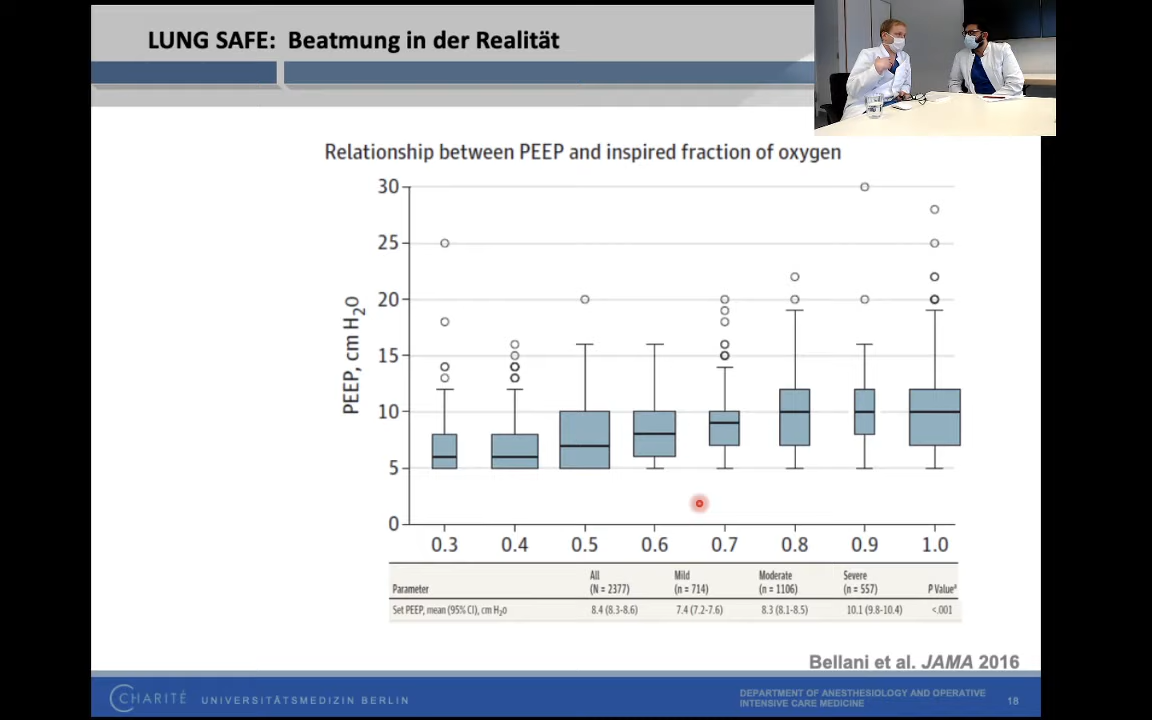 LUNG SAFE: Beatmung in der Realität
Relationship between PEEP and inspired fraction of oxygen
PEEP, cm H2O
30
25
20
15
10
5
0
0.3 0.4 0.5 0.6 0.7 0.8 0.9 1.0
Parameter All (N = 2377) Mild (n = 714) Moderate (n = 1106) Severe (n = 557) P Valueª
Set PEEP, mean (95% CI), cm H2O 8.4 (8.3-8.6) 7.4 (7.2-7.6) 8.3 (8.1-8.5) 10.1 (9.8-10.4) <.001
Bellani et al. JAMA 2016
CHARITÉ UNIVERSITÄTSMEDIZIN BERLIN
DEPARTMENT OF ANESTHESIOLOGY AND OPERATIVE
INTENSIVE CARE MEDICINE
18